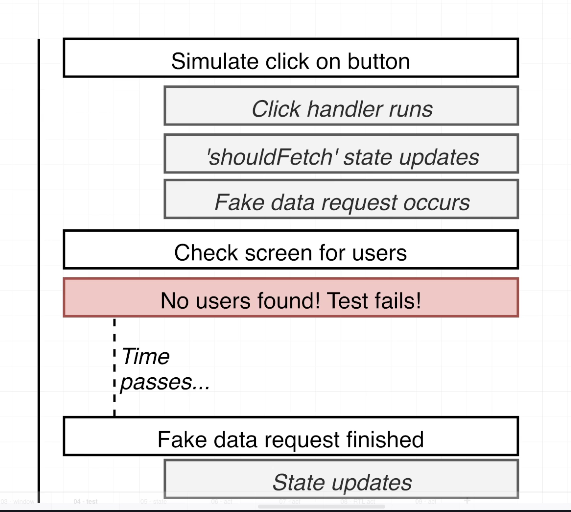 Simulate click on button
Click handler runs
'shouldFetch' state updates
Fake data request occurs
Check screen for users
No users found! Test fails!
Time
passes...
Fake data request finished
State updates